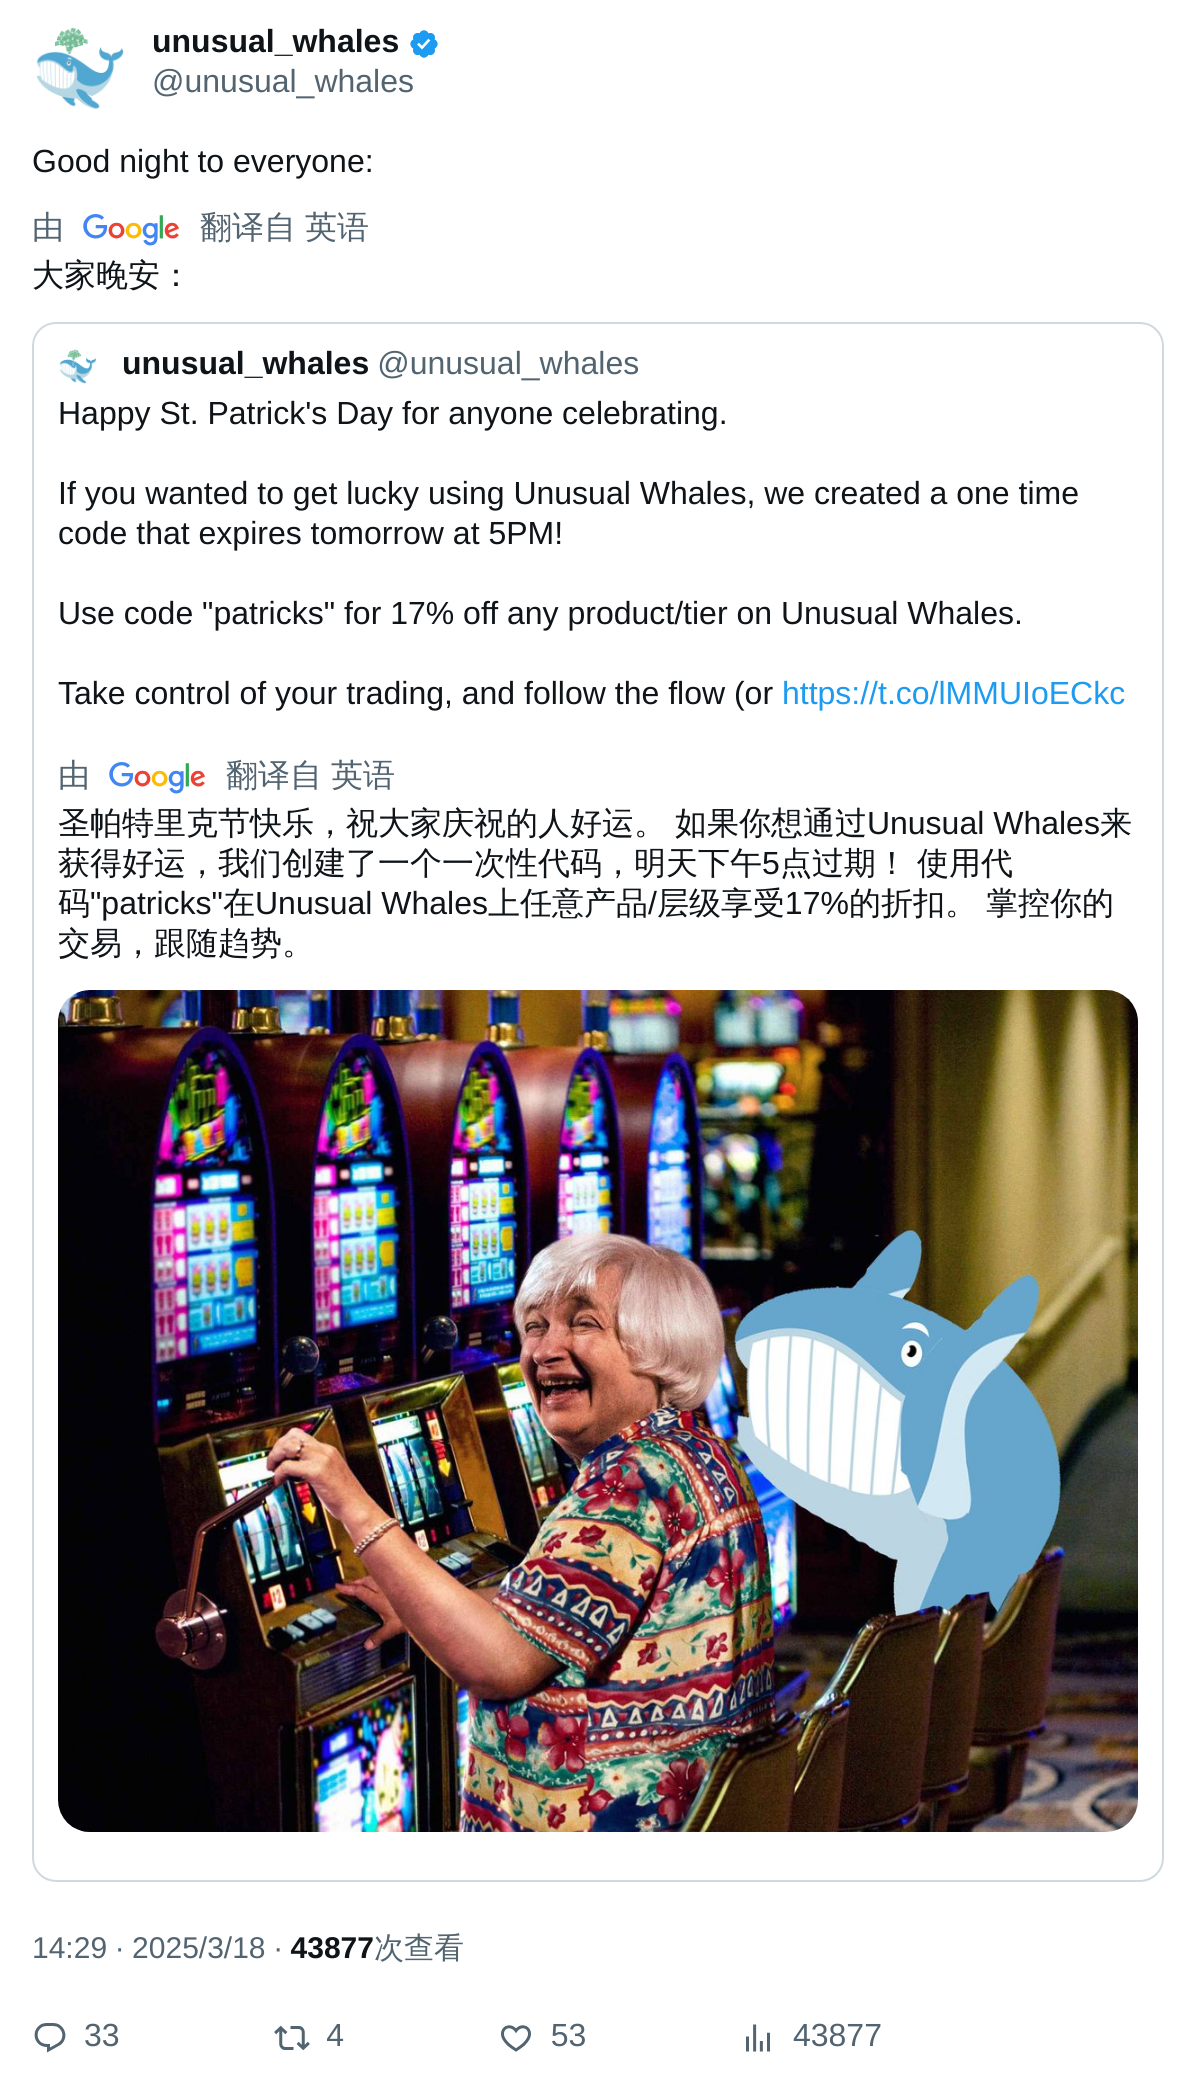 unusual_whales
@unusual_whales
Good night to everyone:
由 Google 翻译自 英语
大家晚安：
unusual_whales @unusual_whales
Happy St. Patrick's Day for anyone celebrating.
If you wanted to get lucky using Unusual Whales, we created a one time
code that expires tomorrow at 5PM!
Use code "patricks" for 17% off any product/tier on Unusual Whales.
Take control of your trading, and follow the flow (or https://t.co/lMMUIoECkc
由 Google 翻译自 英语
圣帕特里克节快乐，祝大家庆祝的人好运。 如果你想通过Unusual Whales来
获得好运，我们创建了一个一次性代码，明天下午5点过期！ 使用代
码"patricks"在Unusual Whales上任意产品/层级享受17%的折扣。 掌控你的
交易，跟随趋势。
14:29 · 2025/3/18 · 43877次查看
33 4 53 43877